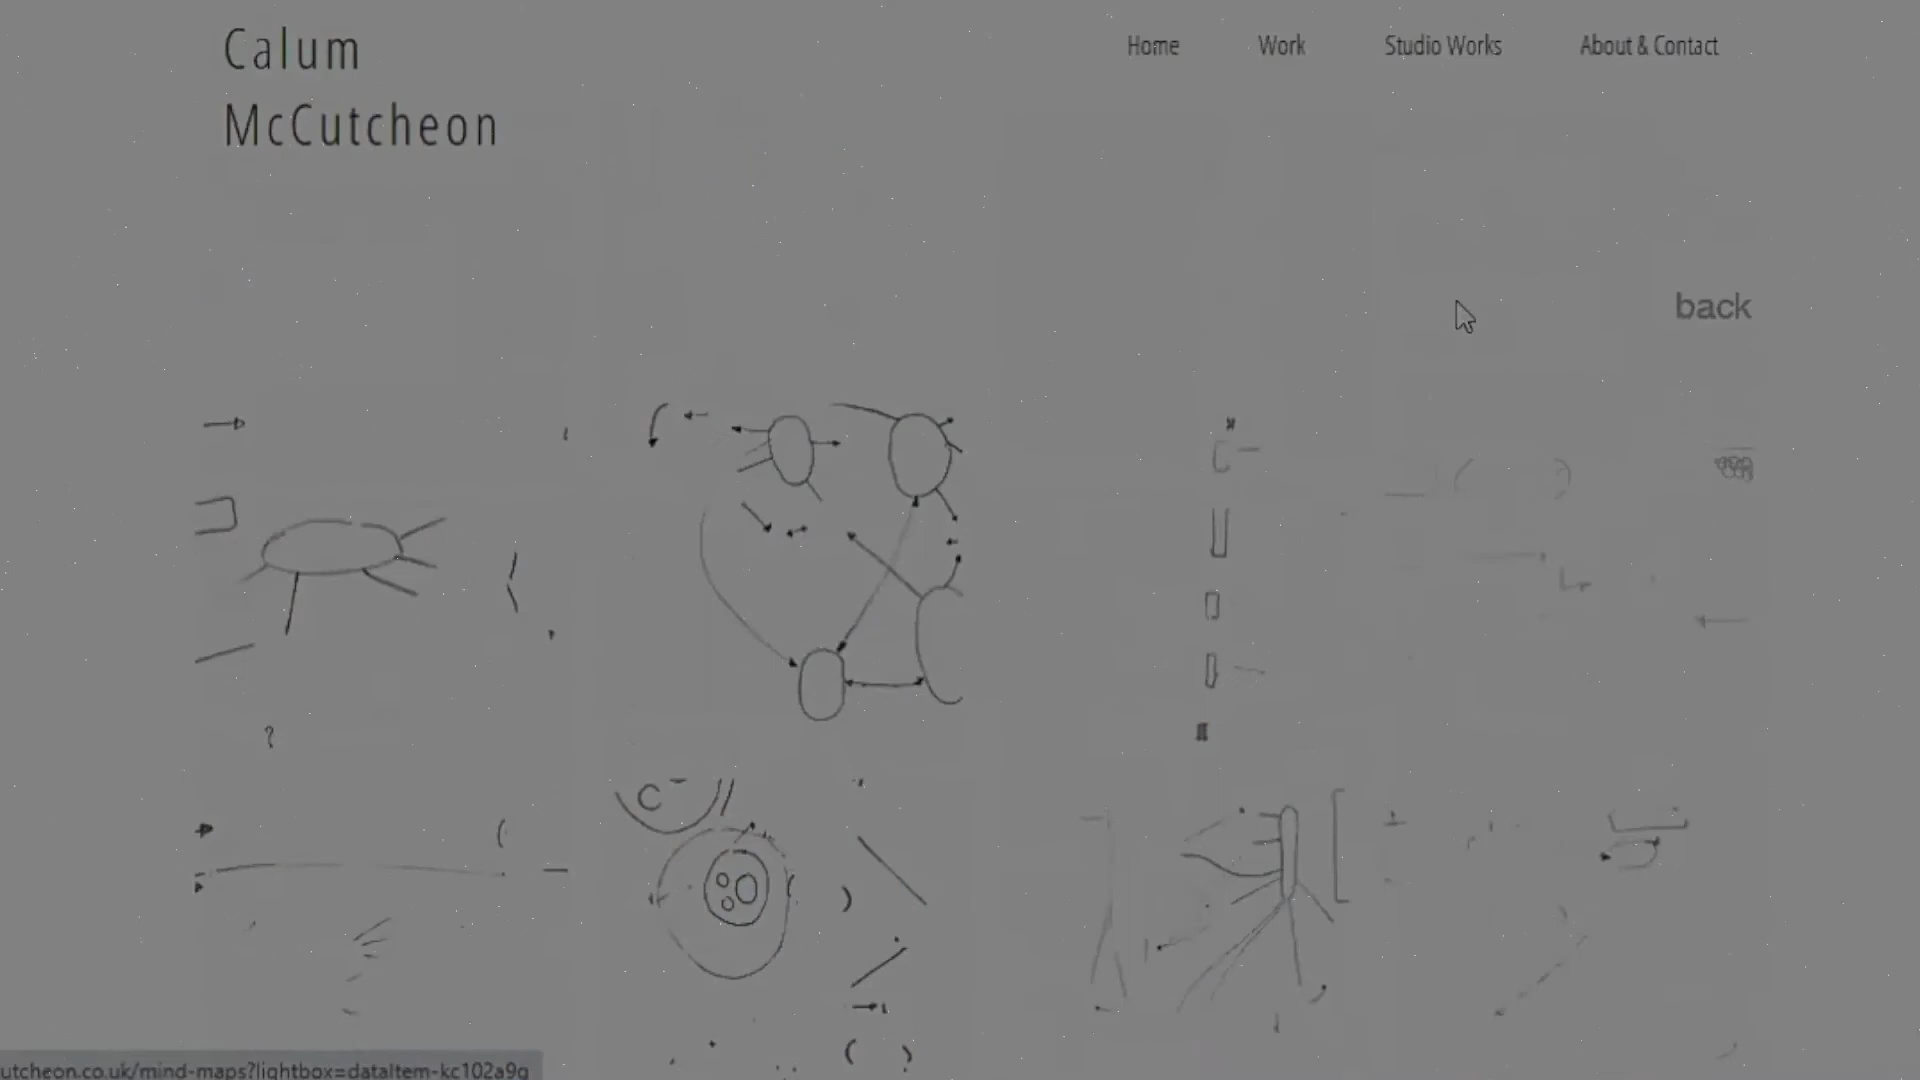 Calum
McCutcheon
Home Work Studio Works About & Contact
back
?
C
utcheon.co.uk/mind-maps?lightbox=dataItem-kc102a9g